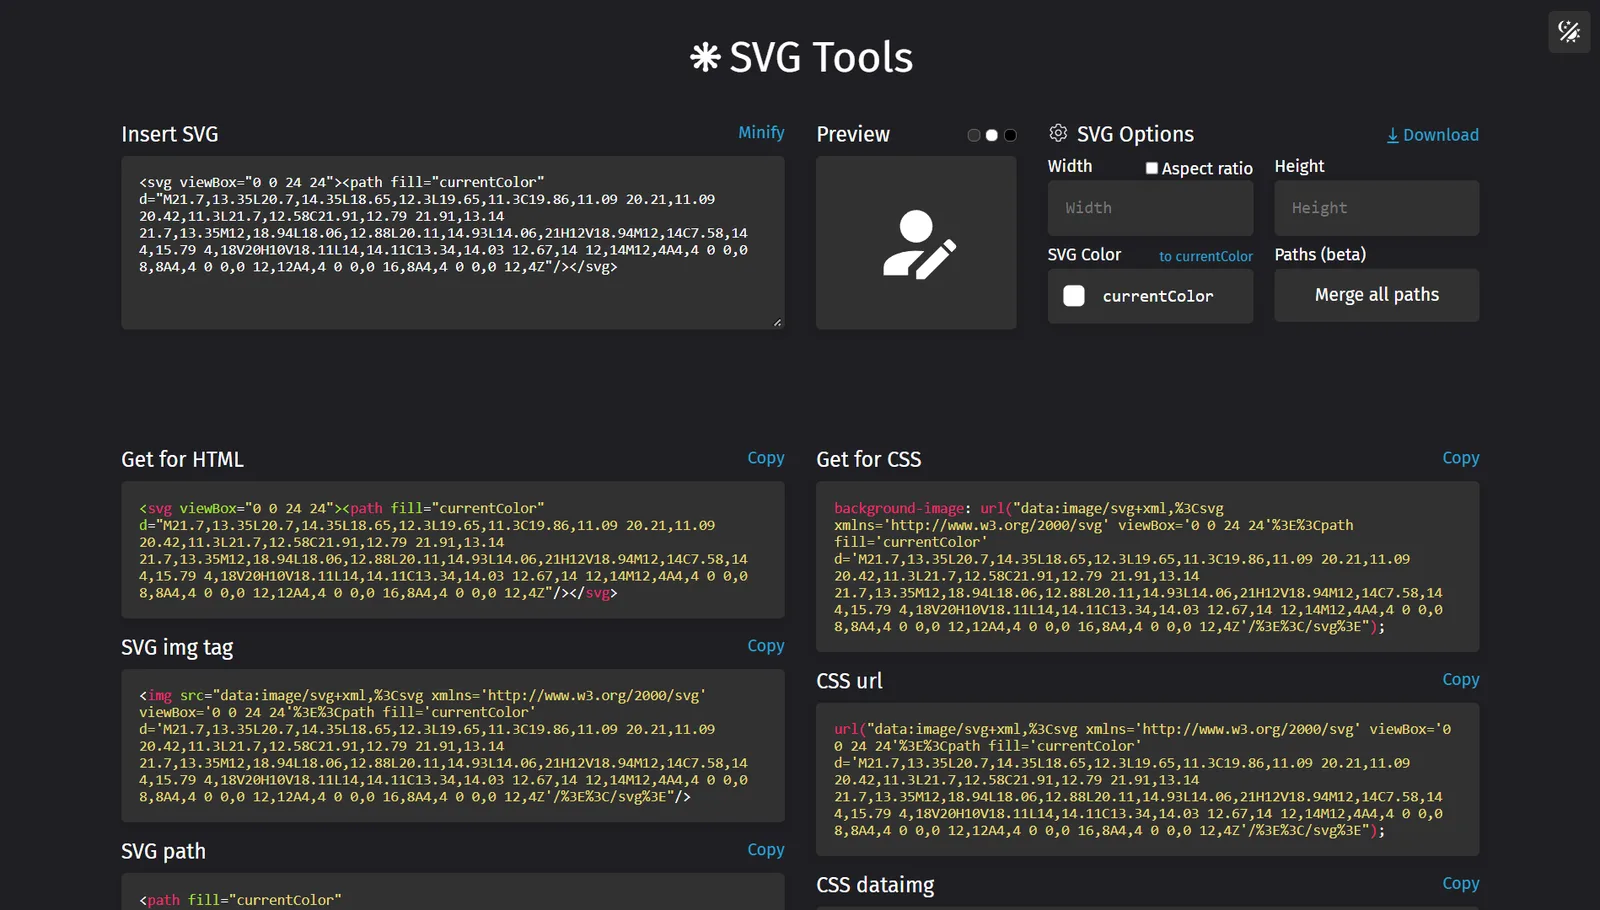 SVG Tools
Insert SVG
Minify
<svg viewBox="0 0 24 24"><path fill="currentColor"
d="M21.7,13.35L20.7,14.35L18.65,12.3L19.65,11.3C19.86,11.09 20.21,11.09
20.42,11.3L21.7,12.58C21.91,12.79 21.91,13.14
21.7,13.35M12,18.94L18.06,12.88L20.11,14.93L14.06,21H12V18.94M12,14C7.58,14
4,15.79 4,18V20H10V18.11L14,14.11C13.34,14.03 12.67,14 12,14M12,4A4,4 0 0,0
8,8A4,4 0 0,0 12,12A4,4 0 0,0 16,8A4,4 0 0,0 12,4Z"/></svg>
Preview
SVG Options
Download
Width
Aspect ratio
Height
Width
Height
SVG Color
to currentColor
Paths (beta)
currentColor
Merge all paths
Get for HTML
Copy
<svg viewBox="0 0 24 24"><path fill="currentColor"
d="M21.7,13.35L20.7,14.35L18.65,12.3L19.65,11.3C19.86,11.09 20.21,11.09
20.42,11.3L21.7,12.58C21.91,12.79 21.91,13.14
21.7,13.35M12,18.94L18.06,12.88L20.11,14.93L14.06,21H12V18.94M12,14C7.58,14
4,15.79 4,18V20H10V18.11L14,14.11C13.34,14.03 12.67,14 12,14M12,4A4,4 0 0,0
8,8A4,4 0 0,0 12,12A4,4 0 0,0 16,8A4,4 0 0,0 12,4Z"/></svg>
SVG img tag
Copy
<img src="data:image/svg+xml,%3Csvg xmlns='http://www.w3.org/2000/svg'
viewBox='0 0 24 24'%3E%3Cpath fill='currentColor'
d='M21.7,13.35L20.7,14.35L18.65,12.3L19.65,11.3C19.86,11.09 20.21,11.09
20.42,11.3L21.7,12.58C21.91,12.79 21.91,13.14
21.7,13.35M12,18.94L18.06,12.88L20.11,14.93L14.06,21H12V18.94M12,14C7.58,14
4,15.79 4,18V20H10V18.11L14,14.11C13.34,14.03 12.67,14 12,14M12,4A4,4 0 0,0
8,8A4,4 0 0,0 12,12A4,4 0 0,0 16,8A4,4 0 0,0 12,4Z'/%3E%3C/svg%3E"/>
SVG path
Copy
<path fill="currentColor"
Get for CSS
Copy
background-image: url("data:image/svg+xml,%3Csvg
xmlns='http://www.w3.org/2000/svg' viewBox='0 0 24 24'%3E%3Cpath
fill='currentColor'
d='M21.7,13.35L20.7,14.35L18.65,12.3L19.65,11.3C19.86,11.09 20.21,11.09
20.42,11.3L21.7,12.58C21.91,12.79 21.91,13.14
21.7,13.35M12,18.94L18.06,12.88L20.11,14.93L14.06,21H12V18.94M12,14C7.58,14
4,15.79 4,18V20H10V18.11L14,14.11C13.34,14.03 12.67,14 12,14M12,4A4,4 0 0,0
8,8A4,4 0 0,0 12,12A4,4 0 0,0 16,8A4,4 0 0,0 12,4Z'/%3E%3C/svg%3E");
CSS url
Copy
url("data:image/svg+xml,%3Csvg xmlns='http://www.w3.org/2000/svg' viewBox='0
0 24 24'%3E%3Cpath fill='currentColor'
d='M21.7,13.35L20.7,14.35L18.65,12.3L19.65,11.3C19.86,11.09 20.21,11.09
20.42,11.3L21.7,12.58C21.91,12.79 21.91,13.14
21.7,13.35M12,18.94L18.06,12.88L20.11,14.93L14.06,21H12V18.94M12,14C7.58,14
4,15.79 4,18V20H10V18.11L14,14.11C13.34,14.03 12.67,14 12,14M12,4A4,4 0 0,0
8,8A4,4 0 0,0 12,12A4,4 0 0,0 16,8A4,4 0 0,0 12,4Z'/%3E%3C/svg%3E");
CSS dataimg
Copy